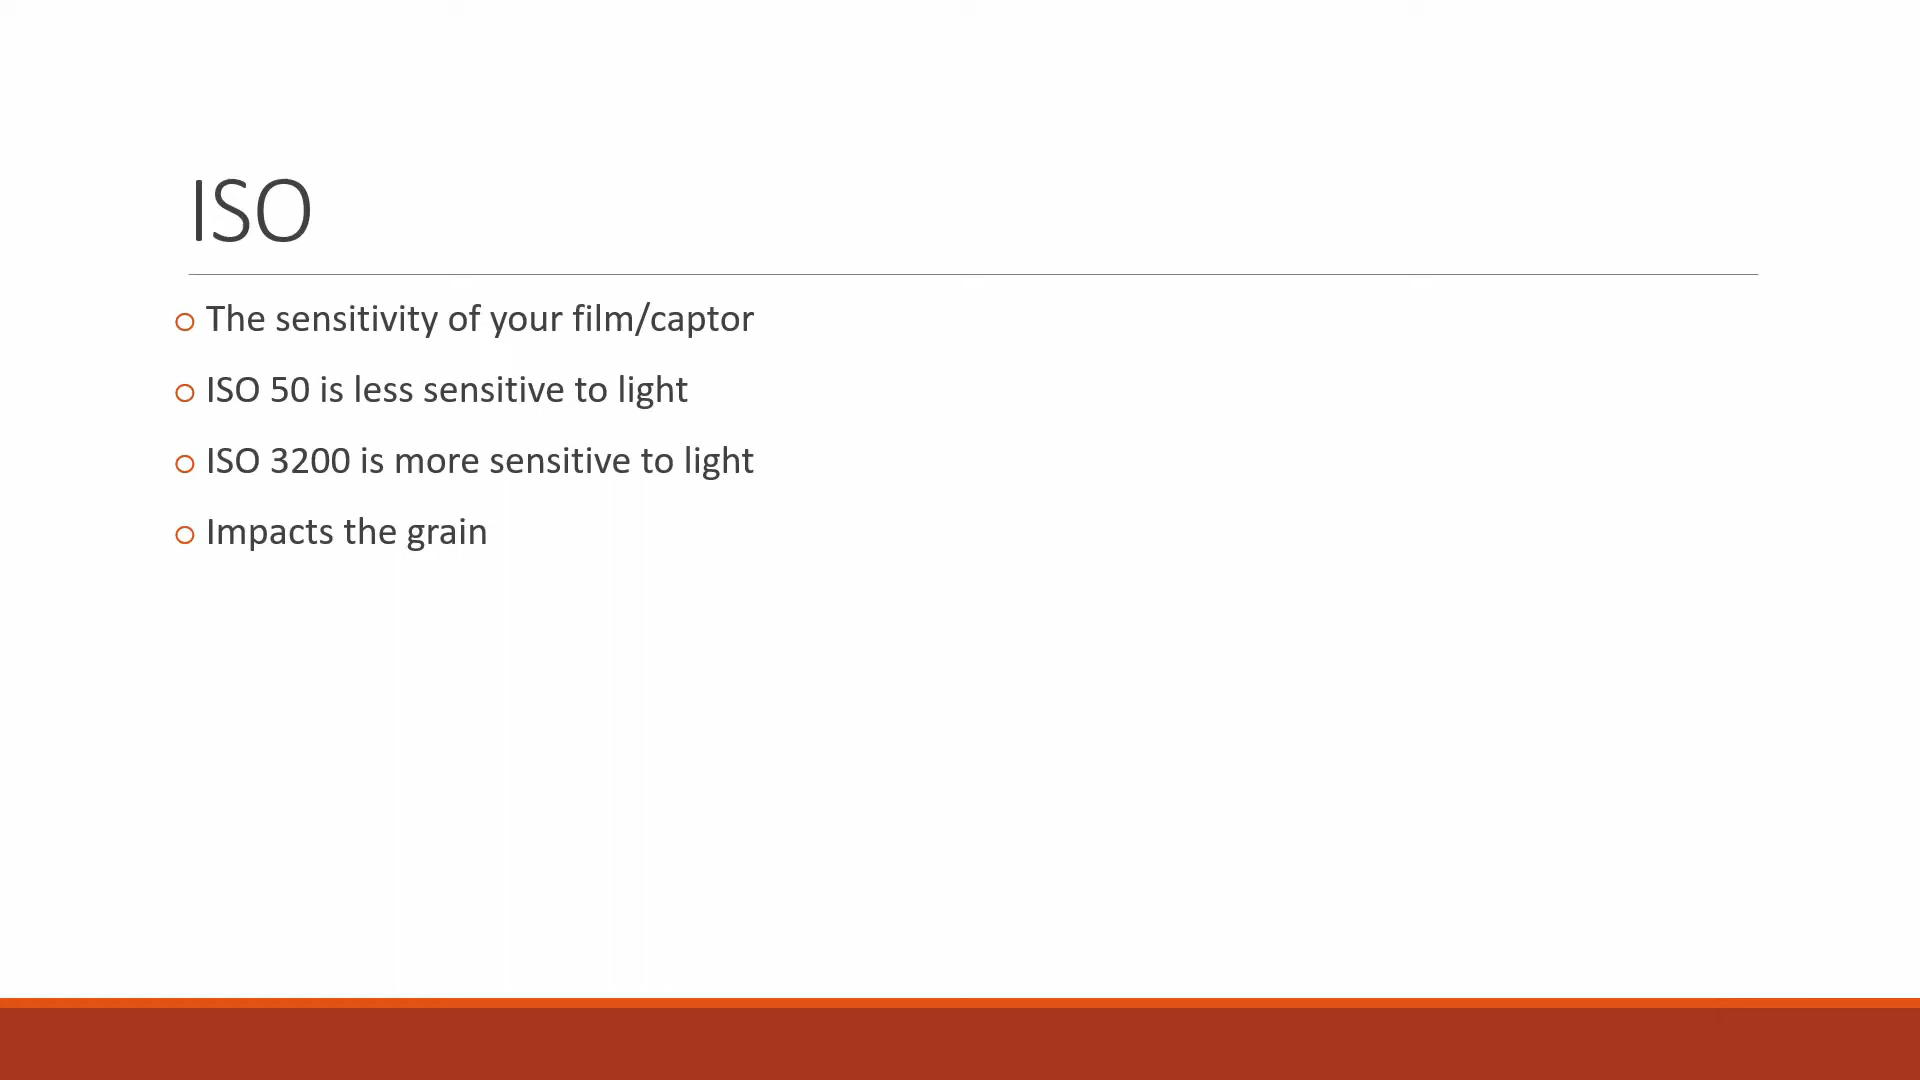 ISO
The sensitivity of your film/captor
ISO 50 is less sensitive to light
ISO 3200 is more sensitive to light
Impacts the grain